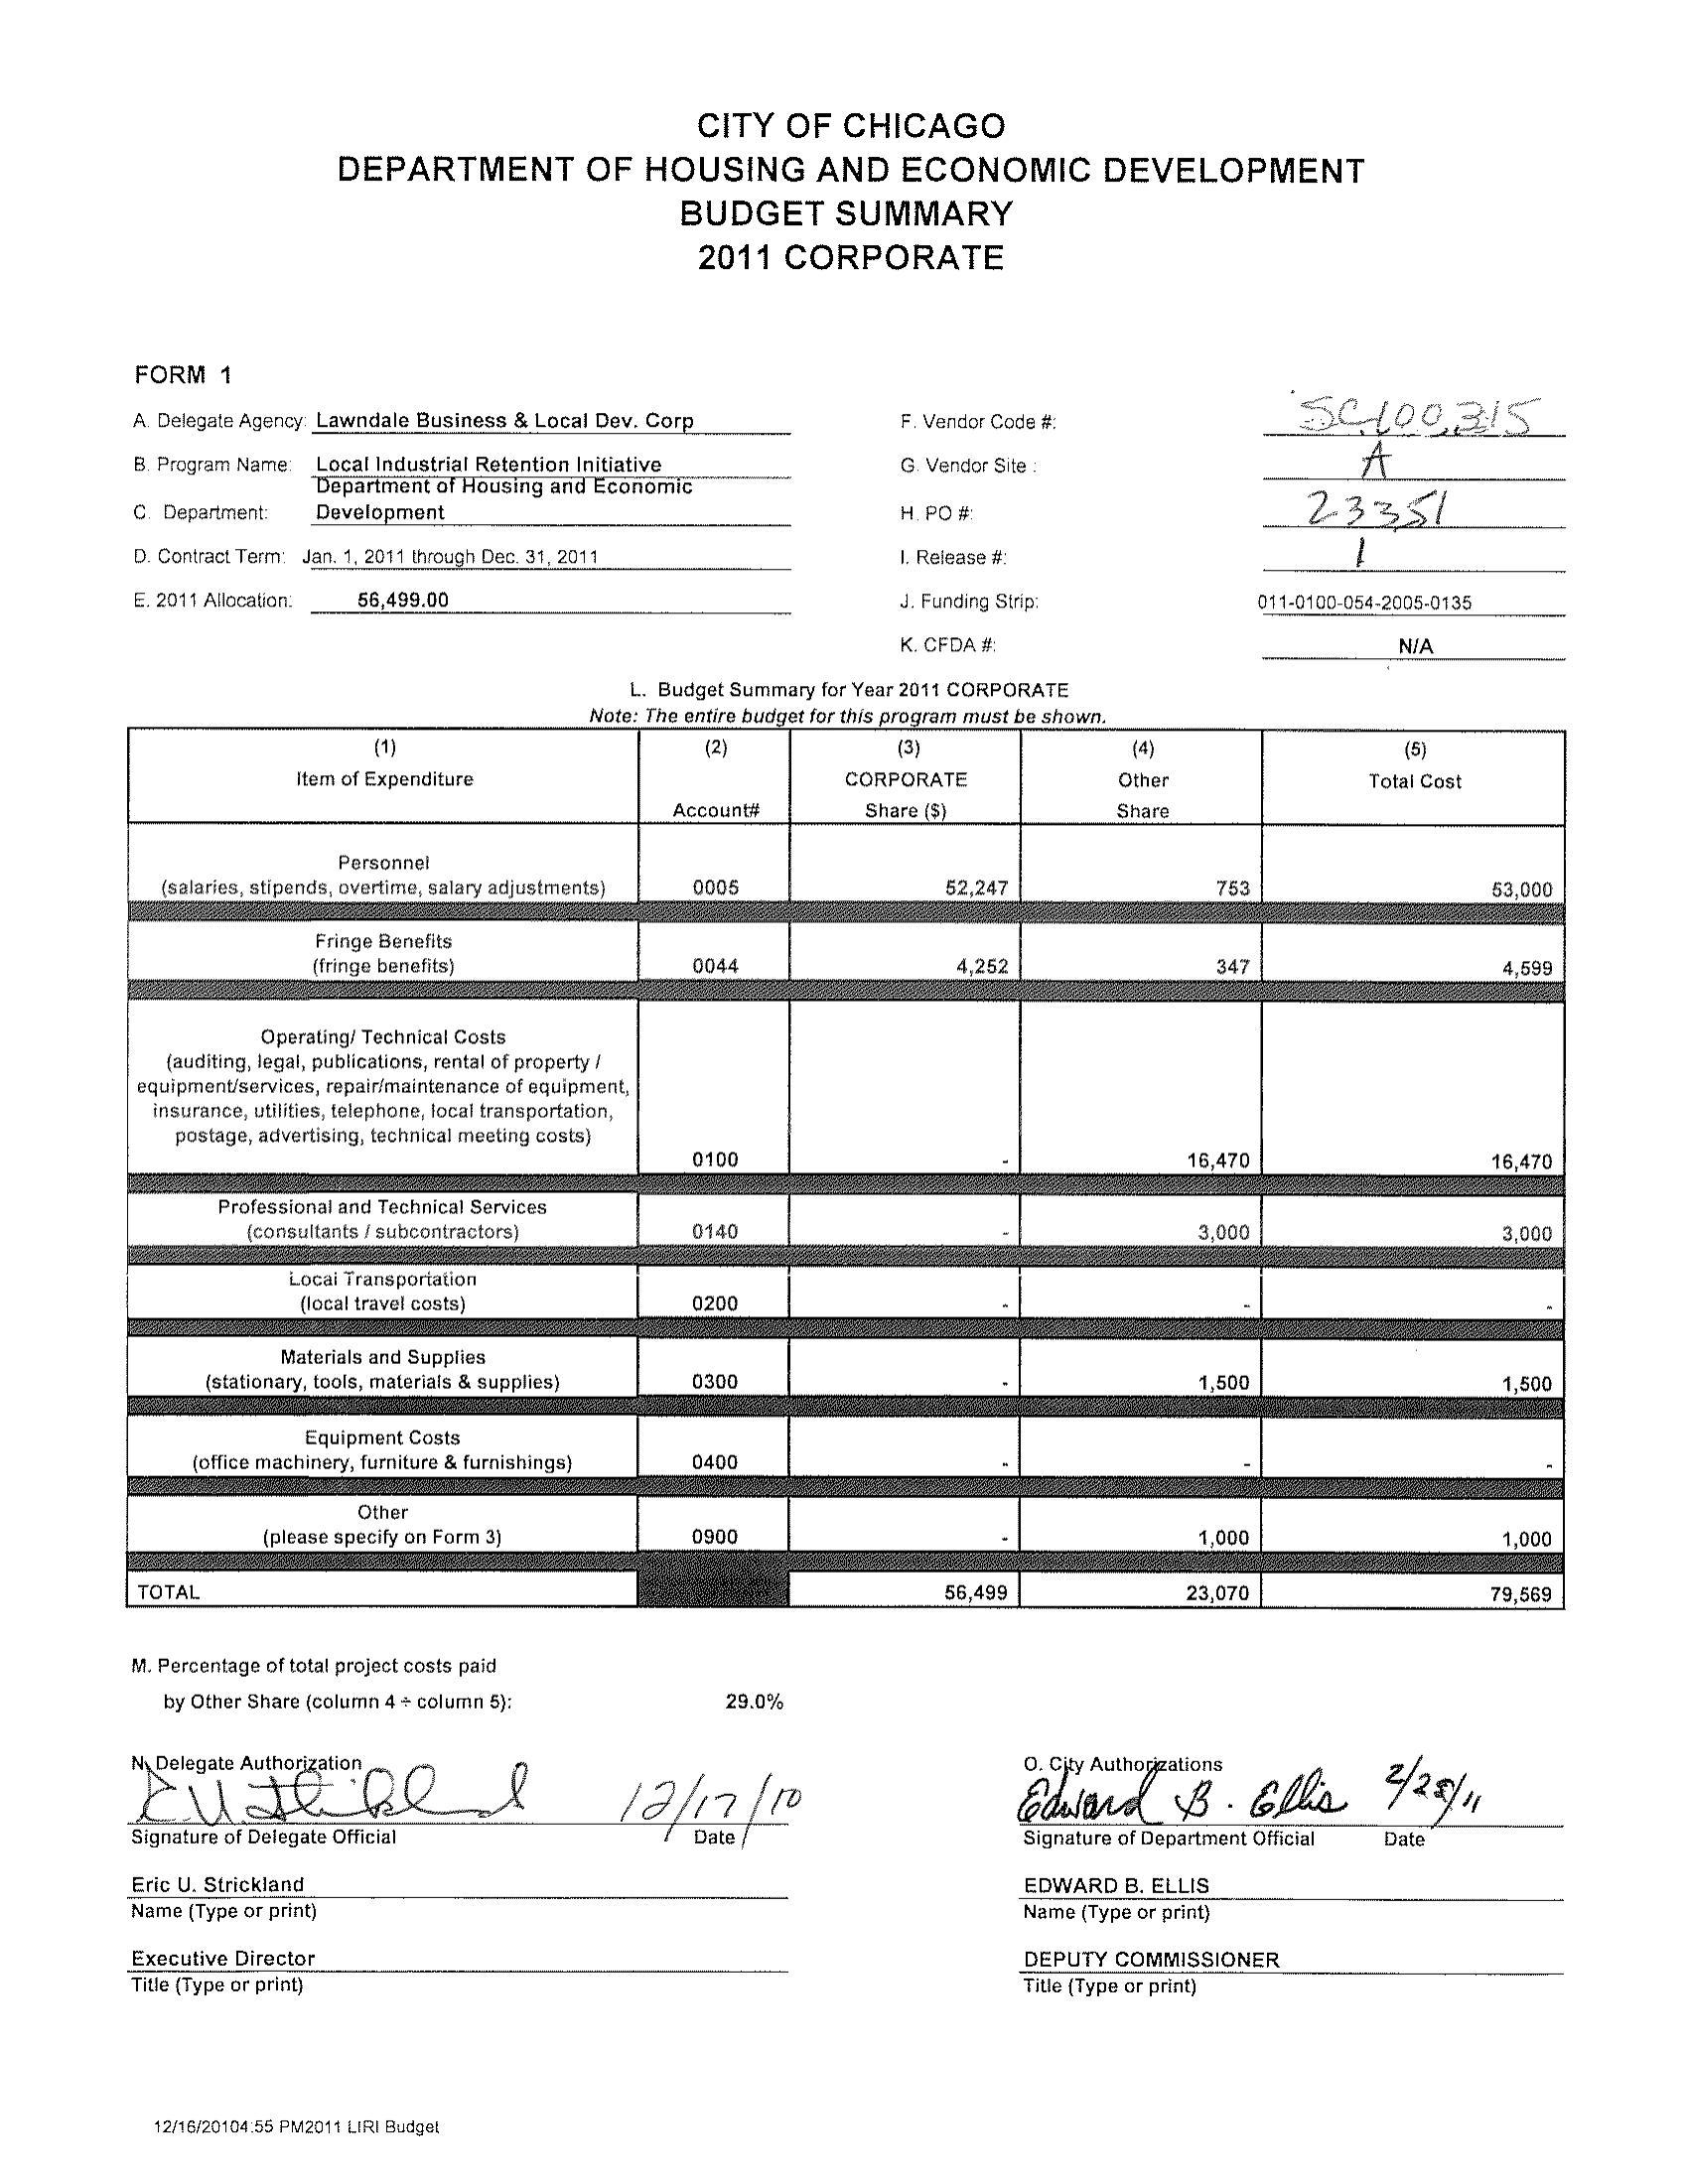 CITY OF CHICAGO
DEPARTMENT OF HOUSING AND ECONOMIC DEVELOPMENT
BUDGET SUMMARY
2011 CORPORATE
FORM 1
A. Delegate Agency: Lawndale Business & Local Dev. Corp
F. Vendor Code #:
B. Program Name: Local Industrial Retention Initiative
G. Vendor Site : A
Department of Housing and Economic
C. Department: Development
H. PO #: 23351
D. Contract Term: Jan. 1, 2011 through Dec. 31, 2011
I. Release #: 1
E. 2011 Allocation: 56,499.00
J. Funding Strip: 011-0100-054-2005-0135
K. CFDA #: N/A
L. Budget Summary for Year 2011 CORPORATE
Note: The entire budget for this program must be shown.
(1) (2) (3) (4) (5)
Item of Expenditure CORPORATE Other Total Cost
Account# Share ($) Share
Personnel
(salaries, stipends, overtime, salary adjustments) 0005 52,247 753 53,000
Fringe Benefits
(fringe benefits) 0044 4,252 347 4,599
Operating/ Technical Costs
(auditing, legal, publications, rental of property /
equipment/services, repair/maintenance of equipment,
insurance, utilities, telephone, local transportation,
postage, advertising, technical meeting costs)
0100 - 16,470 16,470
Professional and Technical Services
(consultants / subcontractors) 0140 - 3,000 3,000
Local Transportation
(local travel costs) 0200 - - -
Materials and Supplies
(stationary, tools, materials & supplies) 0300 - 1,500 1,500
Equipment Costs
(office machinery, furniture & furnishings) 0400 - - -
Other
(please specify on Form 3) 0900 - 1,000 1,000
TOTAL 56,499 23,070 79,569
M. Percentage of total project costs paid
by Other Share (column 4 ÷ column 5): 29.0%
N. Delegate Authorization
O. City Authorizations
12/17/10
Edward B. Ellis 2/28/11
Signature of Delegate Official Date
Signature of Department Official Date
Eric U. Strickland
EDWARD B. ELLIS
Name (Type or print)
Name (Type or print)
Executive Director
DEPUTY COMMISSIONER
Title (Type or print)
Title (Type or print)
12/16/20104:55 PM2011 LIRI Budget